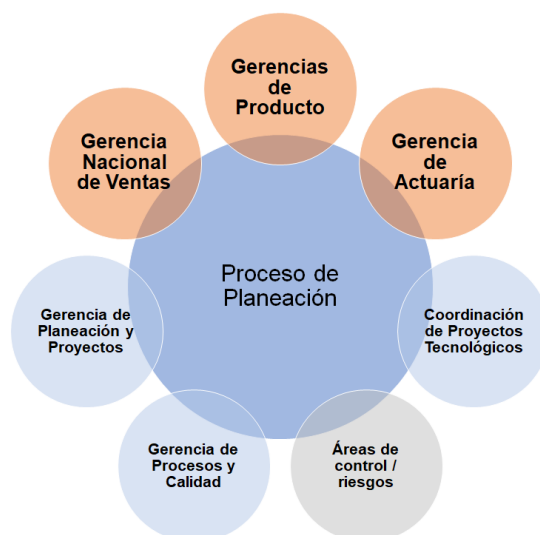 Gerencias
de
Producto
Gerencia
Nacional
de Ventas
Gerencia
de
Actuaría
Proceso de
Planeación
Gerencia de
Planeación y
Proyectos
Coordinación
de Proyectos
Tecnológicos
Gerencia de
Procesos y
Calidad
Áreas de
control /
riesgos